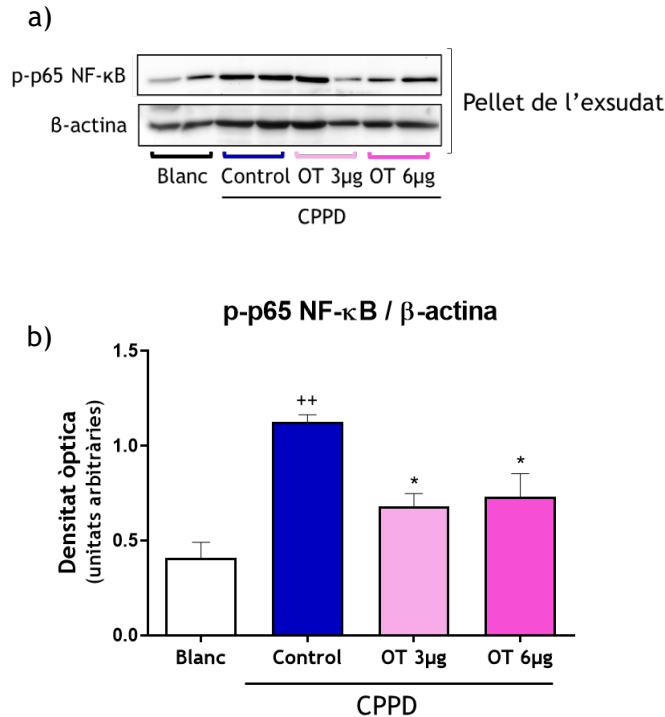 a)
p-p65 NF-κB
ß-actina
Pellet de l’exsudat
Blanc Control OT 3µg OT 6µg
CPPD
b)
p-p65 NF-κB / β-actina
Densitat òptica
(unitats arbitràries)
1.5
1.0
0.5
0.0
++
*
*
Blanc Control OT 3µg OT 6µg
CPPD